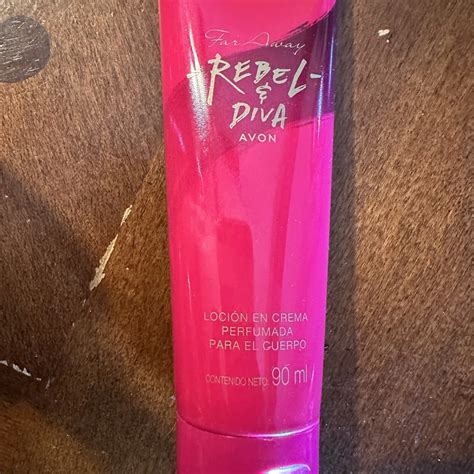 Far Away
REBEL
&
DIVA
AVON
LOCIÓN EN CREMA
PERFUMADA
PARA EL CUERPO
CONTENIDO NETO: 90 ml